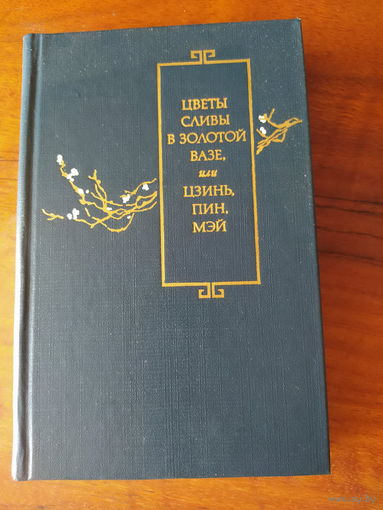 ЦВЕТЫ
СЛИВЫ
В ЗОЛОТОЙ
ВАЗЕ,
или
ЦЗИНЬ,
ПИН,
МЭЙ